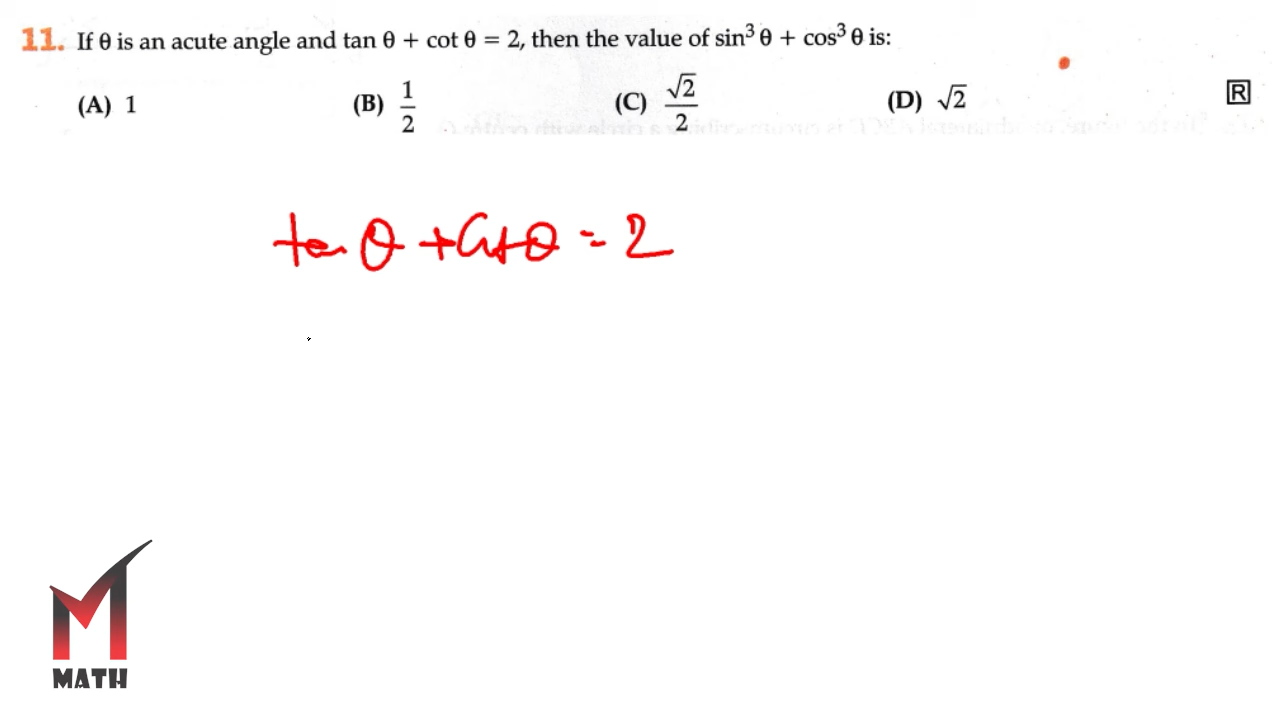 11. If θ is an acute angle and tan θ + cot θ = 2, then the value of sin³ θ + cos³ θ is:
(A) 1 (B) 1/2 (C) √2/2 (D) √2 R
tan θ + cot θ = 2
MATH